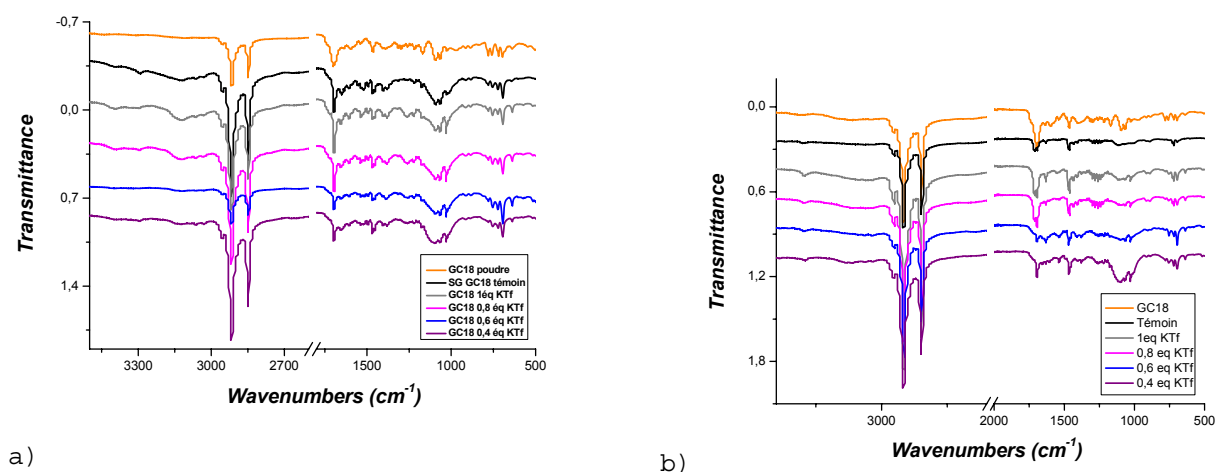 -0,7
0,0
0,7
1,4
Transmittance
3300
3000
2700
1500
1000
500
Wavenumbers (cm-1)
GC18 poudre
SG GC18 témoin
GC18 1éq KTf
GC18 0,8 éq KTf
GC18 0,6 éq KTf
GC18 0,4 éq KTf
a)
0,0
0,6
1,2
1,8
Transmittance
3000
2000
1500
1000
500
Wavenumbers (cm-1)
GC18
Témoin
1eq KTf
0,8 eq KTf
0,6 eq KTf
0,4 eq KTf
b)